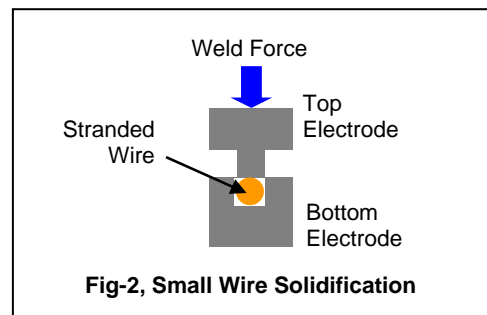 Weld Force
Top
Electrode
Stranded
Wire
Bottom
Electrode
Fig-2, Small Wire Solidification